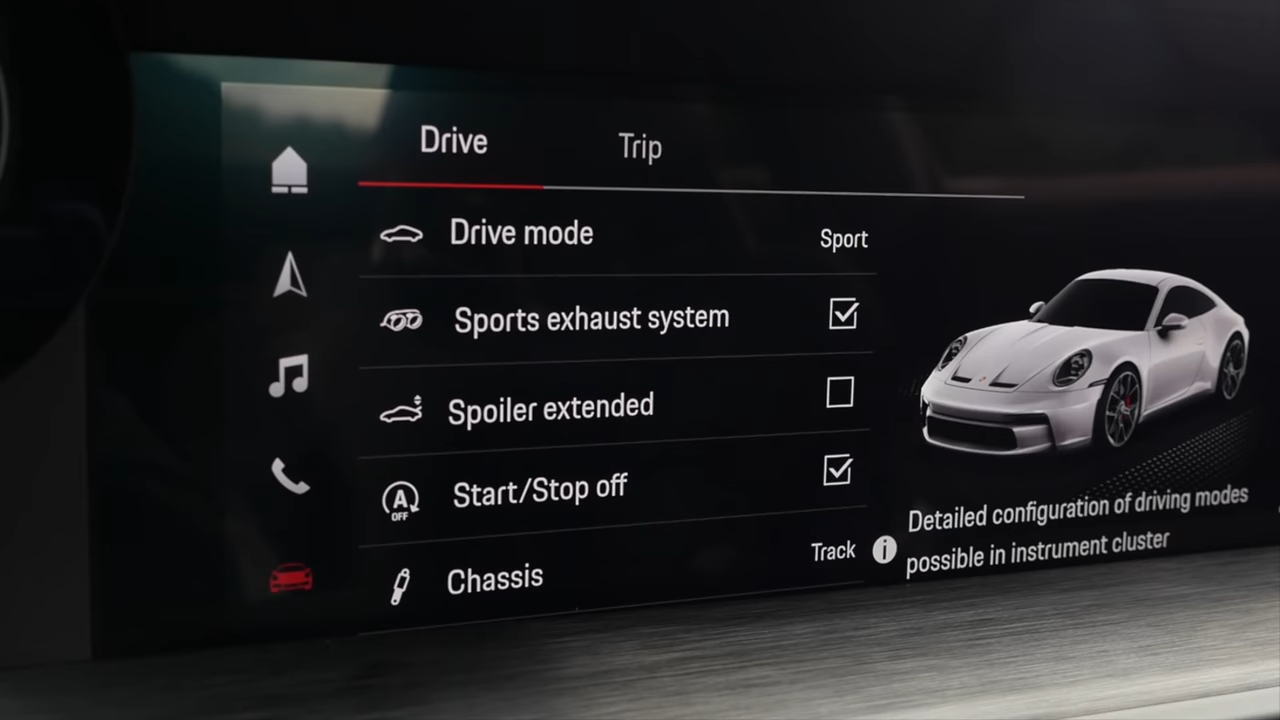 Drive
Trip
Drive mode
Sport
Sports exhaust system
Spoiler extended
A
OFF
Start/Stop off
Chassis
Track
i
Detailed configuration of driving modes
possible in instrument cluster